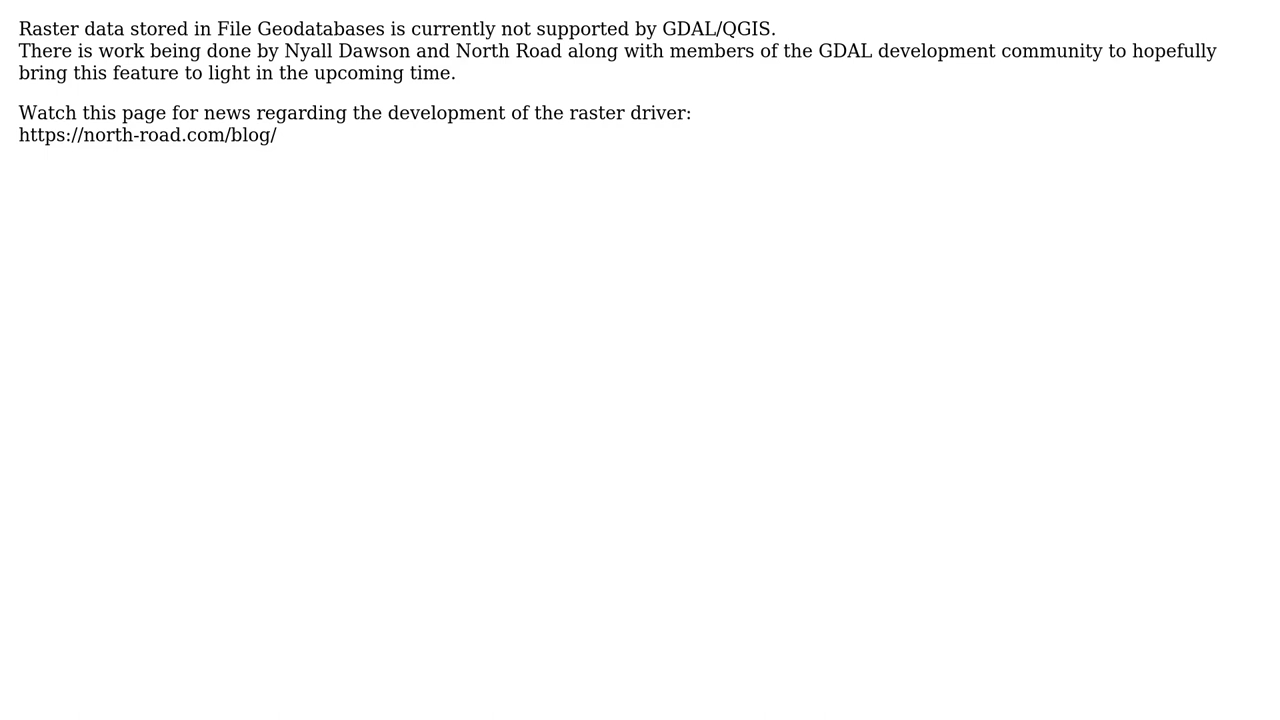 Raster data stored in File Geodatabases is currently not supported by GDAL/QGIS.
There is work being done by Nyall Dawson and North Road along with members of the GDAL development community to hopefully
bring this feature to light in the upcoming time.
Watch this page for news regarding the development of the raster driver:
https://north-road.com/blog/